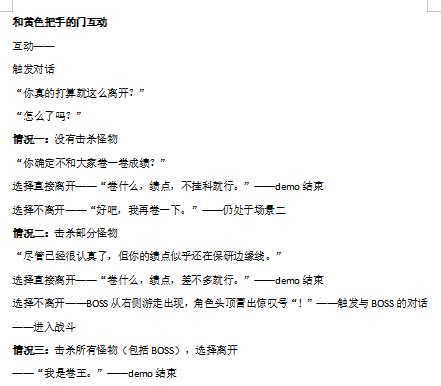 和黄色把手的门互动
互动——
触发对话
“你真的打算就这么离开？”
“怎么了吗？”
情况一：没有击杀怪物
“你确定不和大家卷一卷成绩？”
选择直接离开——“卷什么，绩点，不挂科就行。”——demo 结束
选择不离开——“好吧，我再卷一下。”——仍处于场景二
情况二：击杀部分怪物
“尽管已经很认真了，但你的绩点似乎还在保研边缘线。”
选择直接离开——“卷什么，绩点，差不多就行。”——demo 结束
选择不离开——BOSS 从右侧游走出现，角色头顶冒出惊叹号“！”——触发与 BOSS 的对话
——进入战斗
情况三：击杀所有怪物（包括 BOSS），选择离开
——“我是卷王。”——demo 结束